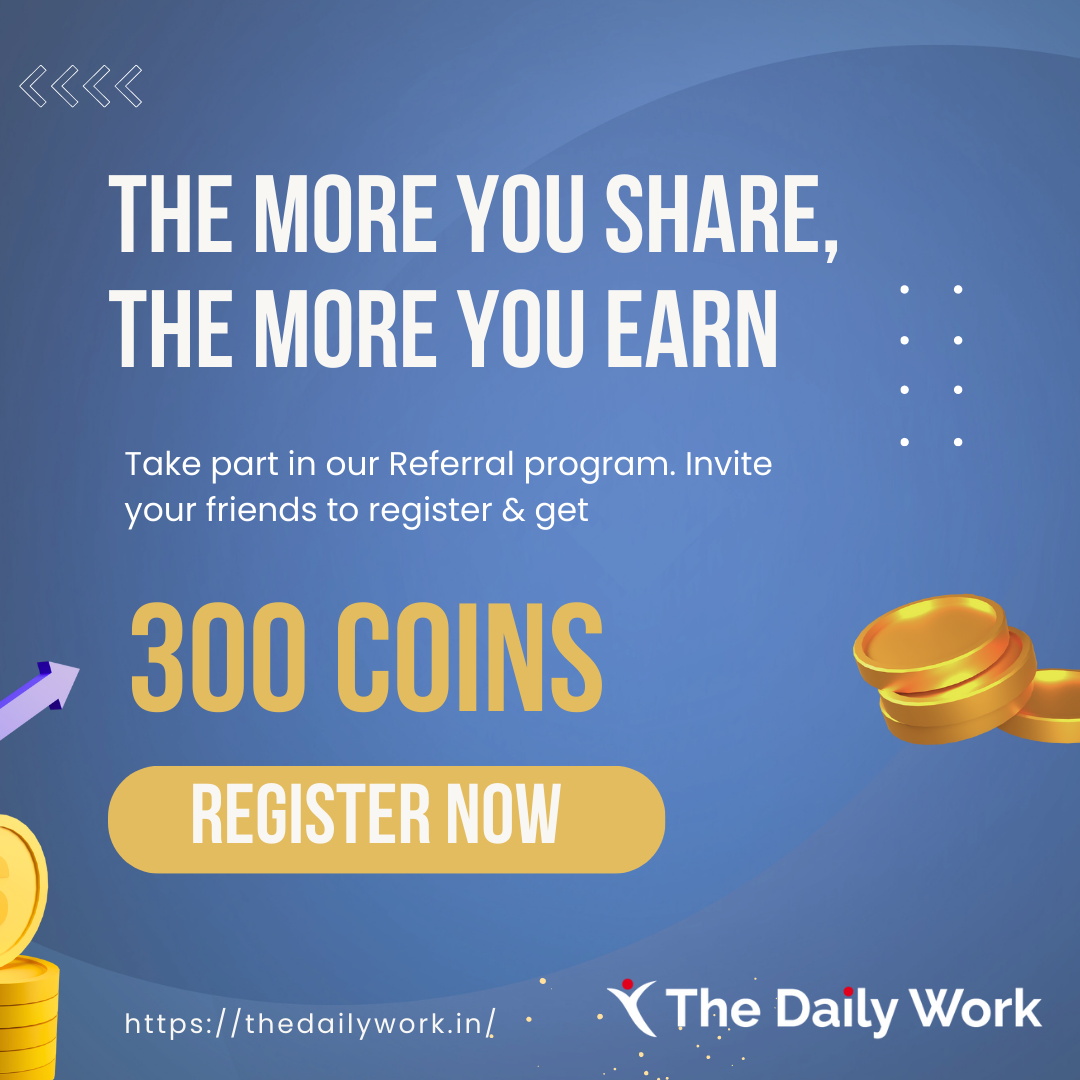 THE MORE YOU SHARE,
THE MORE YOU EARN
Take part in our Referral program. Invite
your friends to register & get
300 COINS
REGISTER NOW
https://thedailywork.in/
The Daily Work